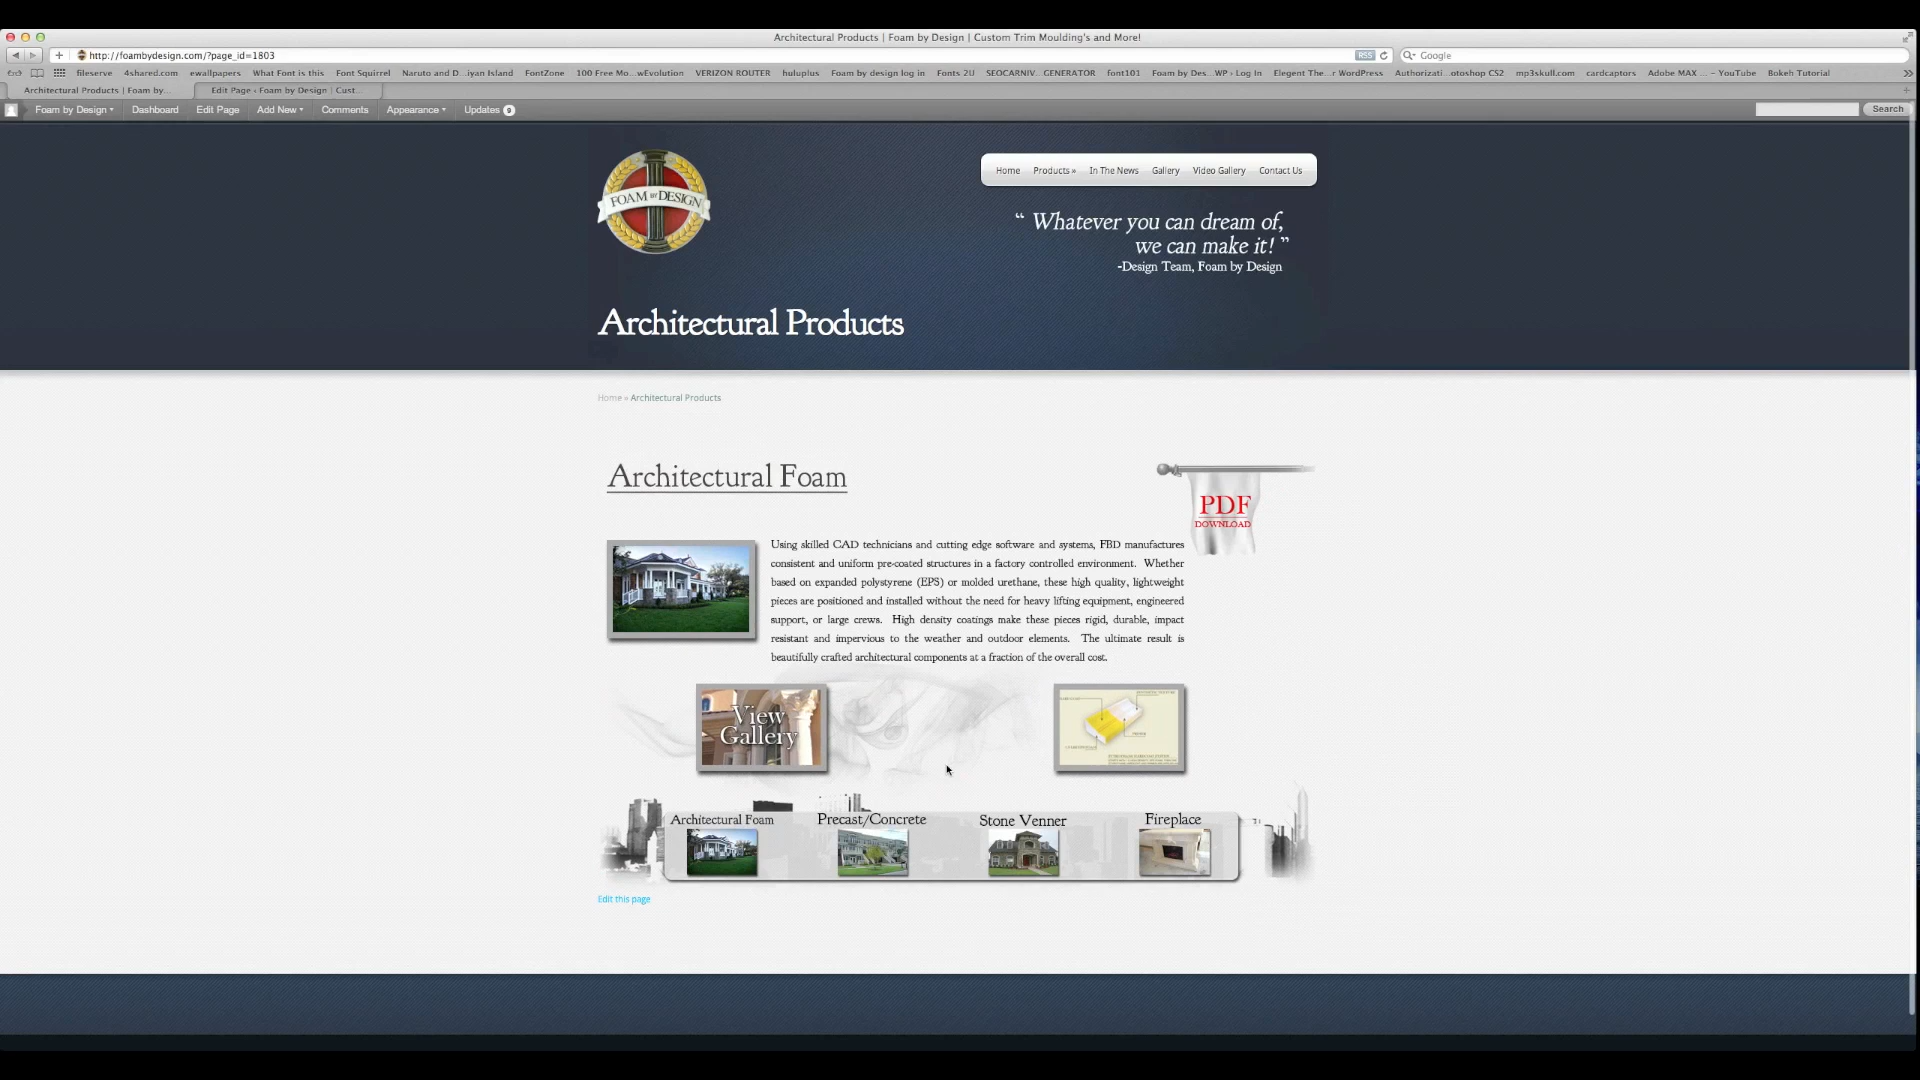 Architectural Products | Foam by Design | Custom Trim Moulding's and More!
http://foambydesign.com/?page_id=1803
RSS
Google
fileserve 4shared.com ewallpapers What Font is this Font Squirrel Naruto and D...iyan Island FontZone 100 Free Mo...wEvolution VERIZON ROUTER huluplus Foam by design log in Fonts 2U SEOCARNIV... GENERATOR font101 Foam by Des...WP › Log In Elegent The...r WordPress Authorizati...otoshop CS2 mp3skull.com cardcaptors Adobe MAX ... – YouTube Bokeh Tutorial
Architectural Products | Foam by...
Edit Page ‹ Foam by Design | Cust...
Foam by Design Dashboard Edit Page Add New Comments Appearance Updates 9
Search
FOAM BY DESIGN
Home Products » In The News Gallery Video Gallery Contact Us
“ Whatever you can dream of,
we can make it! ”
-Design Team, Foam by Design
Architectural Products
Home » Architectural Products
Architectural Foam
PDF
DOWNLOAD
Using skilled CAD technicians and cutting edge software and systems, FBD manufactures
consistent and uniform pre-coated structures in a factory controlled environment. Whether
based on expanded polystyrene (EPS) or molded urethane, these high quality, lightweight
pieces are positioned and installed without the need for heavy lifting equipment, engineered
support, or large crews. High density coatings make these pieces rigid, durable, impact
resistant and impervious to the weather and outdoor elements. The ultimate result is
beautifully crafted architectural components at a fraction of the overall cost.
View
Gallery
Architectural Foam
Precast/Concrete
Stone Venner
Fireplace
Edit this page